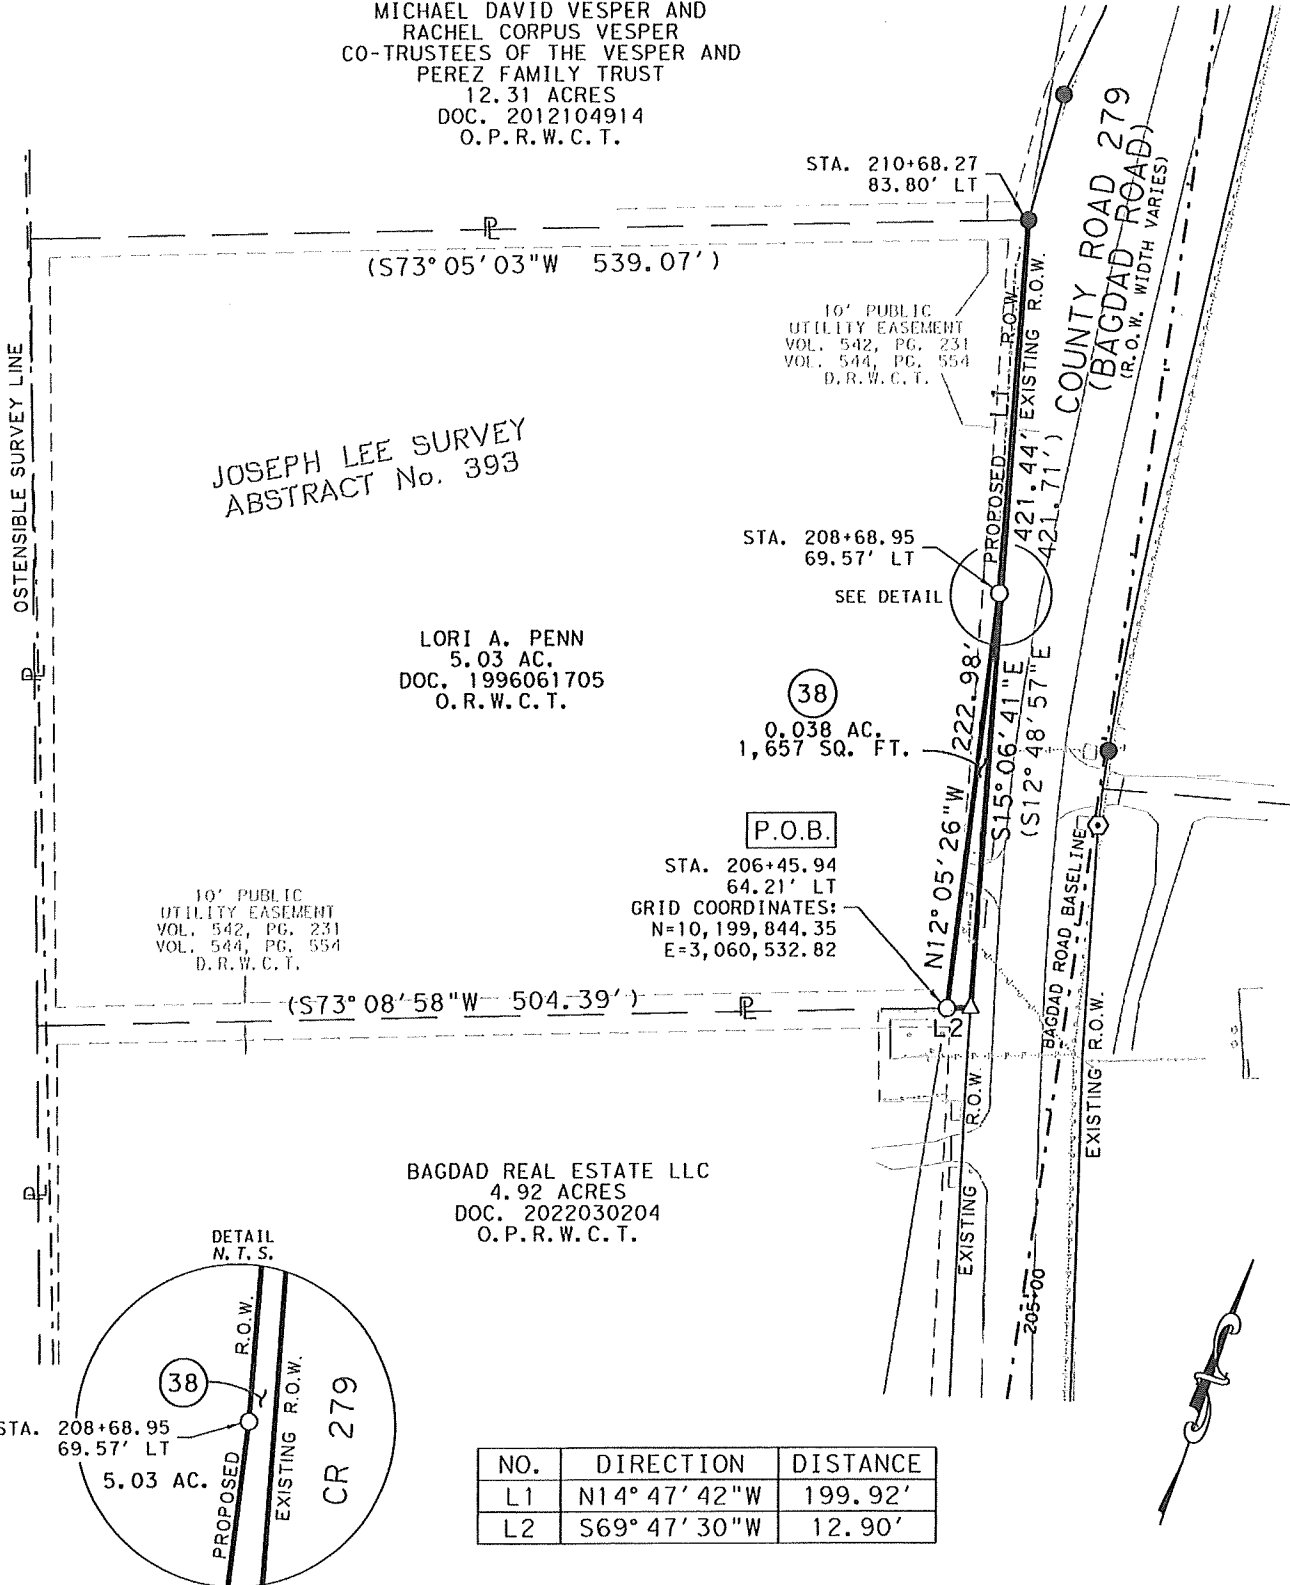 MICHAEL DAVID VESPER AND
RACHEL CORPUS VESPER
CO-TRUSTEES OF THE VESPER AND
PEREZ FAMILY TRUST
12.31 ACRES
DOC. 2012104914
O.P.R.W.C.T.
STA. 210+68.27
83.80' LT
COUNTY ROAD 279
(BAGDAD ROAD)
(R.O.W. WIDTH VARIES)
PL
(S73°05'03"W 539.07')
10' PUBLIC
UTILITY EASEMENT
VOL. 542, PG. 231
VOL. 544, PG. 554
D.R.W.C.T.
PROPOSED L1 R.O.W.
EXISTING R.O.W.
OSTENSIBLE SURVEY LINE
JOSEPH LEE SURVEY
ABSTRACT No. 393
STA. 208+68.95
69.57' LT
SEE DETAIL
S15°06'41"E 421.44'
(S12°48'57"E 421.71')
LORI A. PENN
5.03 AC.
DOC. 1996061705
O.R.W.C.T.
PL
38
0.038 AC.
1,657 SQ. FT.
N12°05'26"W 222.98'
P.O.B.
STA. 206+45.94
64.21' LT
GRID COORDINATES:
N=10,199,844.35
E=3,060,532.82
10' PUBLIC
UTILITY EASEMENT
VOL. 542, PG. 231
VOL. 544, PG. 554
D.R.W.C.T.
(S73°08'58"W 504.39')
PL
L2
BAGDAD ROAD BASELINE
EXISTING R.O.W.
EXISTING R.O.W.
205+00
BAGDAD REAL ESTATE LLC
4.92 ACRES
DOC. 2022030204
O.P.R.W.C.T.
PL
DETAIL
N.T.S.
38
STA. 208+68.95
69.57' LT
5.03 AC.
PROPOSED R.O.W.
EXISTING R.O.W.
CR 279
NO. DIRECTION DISTANCE
L1 N14°47'42"W 199.92'
L2 S69°47'30"W 12.90'